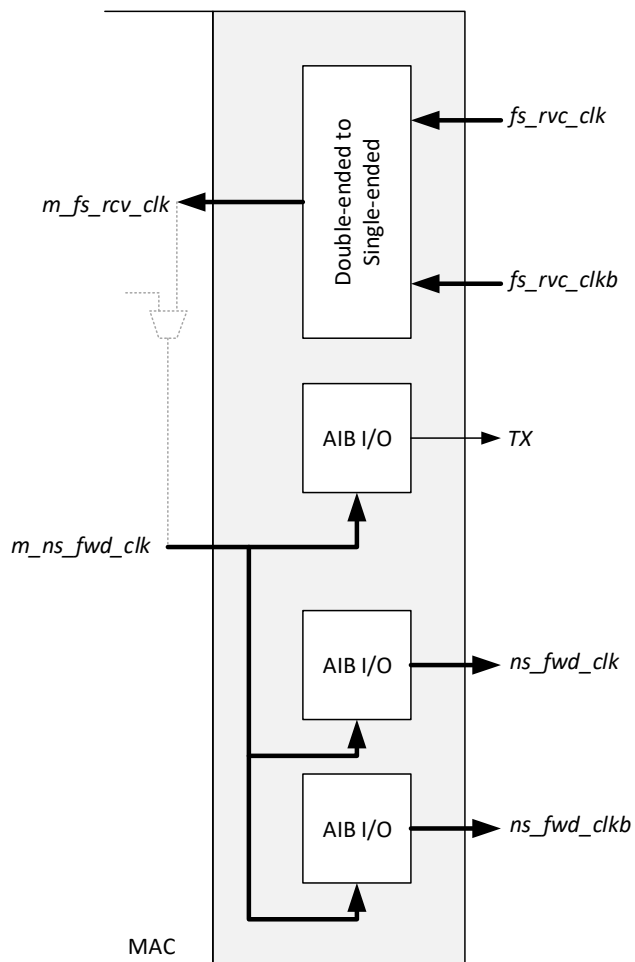 fs_rvc_clk
Double-ended to
Single-ended
m_fs_rcv_clk
fs_rvc_clkb
AIB I/O
TX
m_ns_fwd_clk
AIB I/O
ns_fwd_clk
AIB I/O
ns_fwd_clkb
MAC